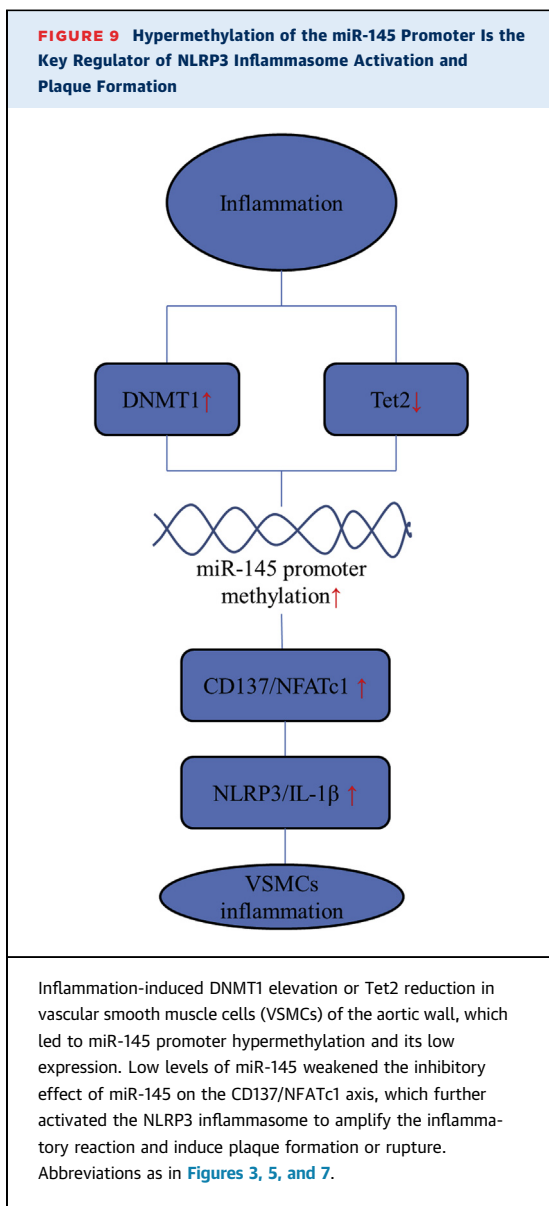 FIGURE 9 Hypermethylation of the miR-145 Promoter Is the
Key Regulator of NLRP3 Inflammasome Activation and
Plaque Formation
Inflammation
DNMT1↑
Tet2↓
miR-145 promoter
methylation↑
CD137/NFATc1 ↑
NLRP3/IL-1β ↑
VSMCs
inflammation
Inflammation-induced DNMT1 elevation or Tet2 reduction in
vascular smooth muscle cells (VSMCs) of the aortic wall, which
led to miR-145 promoter hypermethylation and its low
expression. Low levels of miR-145 weakened the inhibitory
effect of miR-145 on the CD137/NFATc1 axis, which further
activated the NLRP3 inflammasome to amplify the inflamma-
tory reaction and induce plaque formation or rupture.
Abbreviations as in Figures 3, 5, and 7.